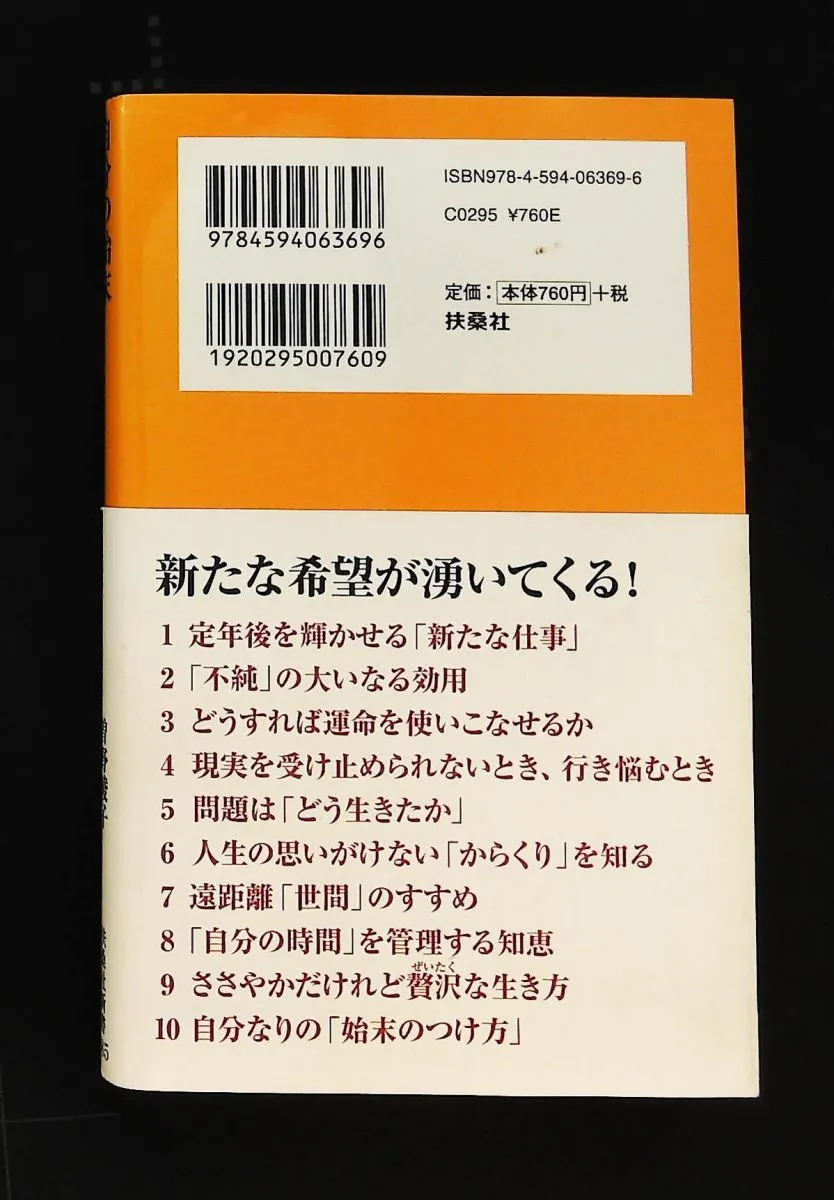 ISBN978-4-594-06369-6
C0295 ¥760E
9784594063696
定価：本体760円+税
扶桑社
1920295007609
新たな希望が湧いてくる！
1 定年後を輝かせる「新たな仕事」
2 「不純」の大いなる効用
3 どうすれば運命を使いこなせるか
4 現実を受け止められないとき、行き悩むとき
5 問題は「どう生きたか」
6 人生の思いがけない「からくり」を知る
7 遠距離「世間」のすすめ
8 「自分の時間」を管理する知恵
ぜいたく
9 ささやかだけれど贅沢な生き方
10 自分なりの「始末のつけ方」